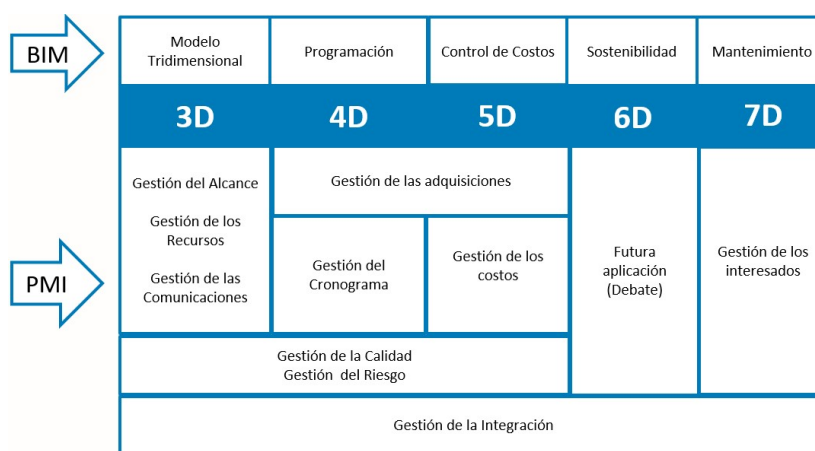 BIM
Modelo
Tridimensional
Programación
Control de Costos
Sostenibilidad
Mantenimiento
3D
4D
5D
6D
7D
PMI
Gestión del Alcance
Gestión de los
Recursos
Gestión de las
Comunicaciones
Gestión de las adquisiciones
Gestión del
Cronograma
Gestión de los
costos
Futura
aplicación
(Debate)
Gestión de los
interesados
Gestión de la Calidad
Gestión del Riesgo
Gestión de la Integración